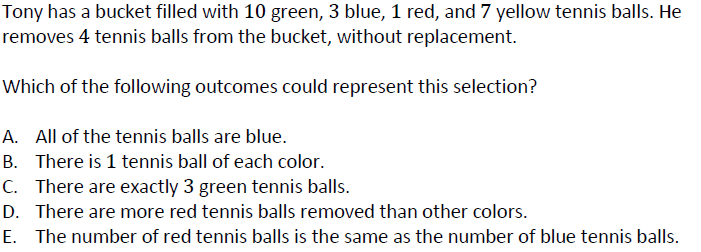 Tony has a bucket filled with 10 green, 3 blue, 1 red, and 7 yellow tennis balls. He
removes 4 tennis balls from the bucket, without replacement.
Which of the following outcomes could represent this selection?
A. All of the tennis balls are blue.
B. There is 1 tennis ball of each color.
C. There are exactly 3 green tennis balls.
D. There are more red tennis balls removed than other colors.
E. The number of red tennis balls is the same as the number of blue tennis balls.